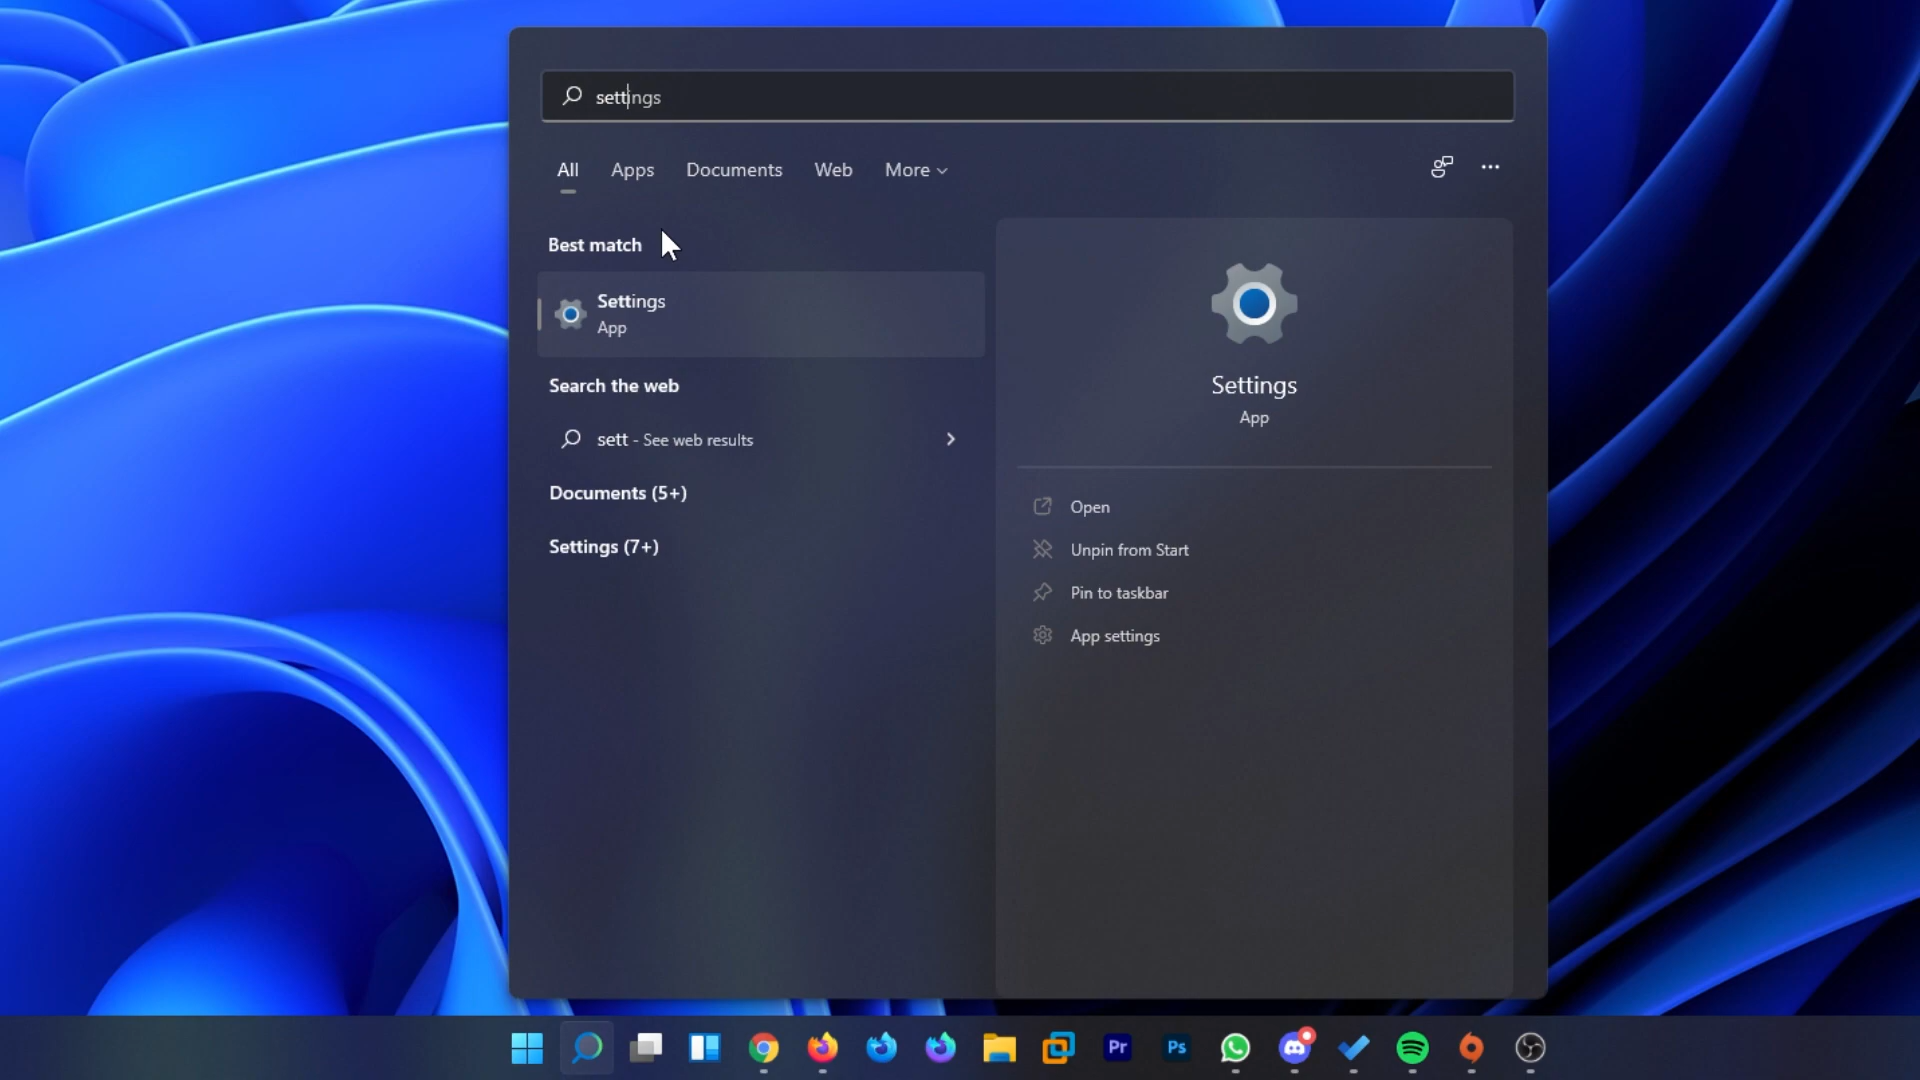 settings
All Apps Documents Web More
Best match
Settings
App
Search the web
sett - See web results
Documents (5+)
Settings (7+)
Settings
App
Open
Unpin from Start
Pin to taskbar
App settings
Pr Ps